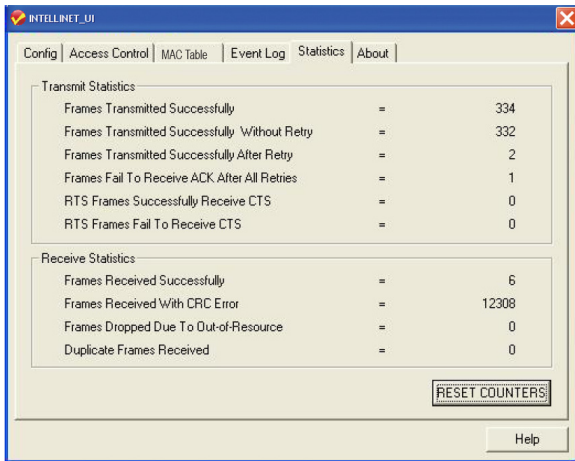 INTELLINET_UI
Config Access Control MAC Table Event Log Statistics About
Transmit Statistics
Frames Transmitted Successfully = 334
Frames Transmitted Successfully Without Retry = 332
Frames Transmitted Successfully After Retry = 2
Frames Fail To Receive ACK After All Retries = 1
RTS Frames Successfully Receive CTS = 0
RTS Frames Fail To Receive CTS = 0
Receive Statistics
Frames Received Successfully = 6
Frames Received With CRC Error = 12308
Frames Dropped Due To Out-of-Resource = 0
Duplicate Frames Received = 0
RESET COUNTERS
Help